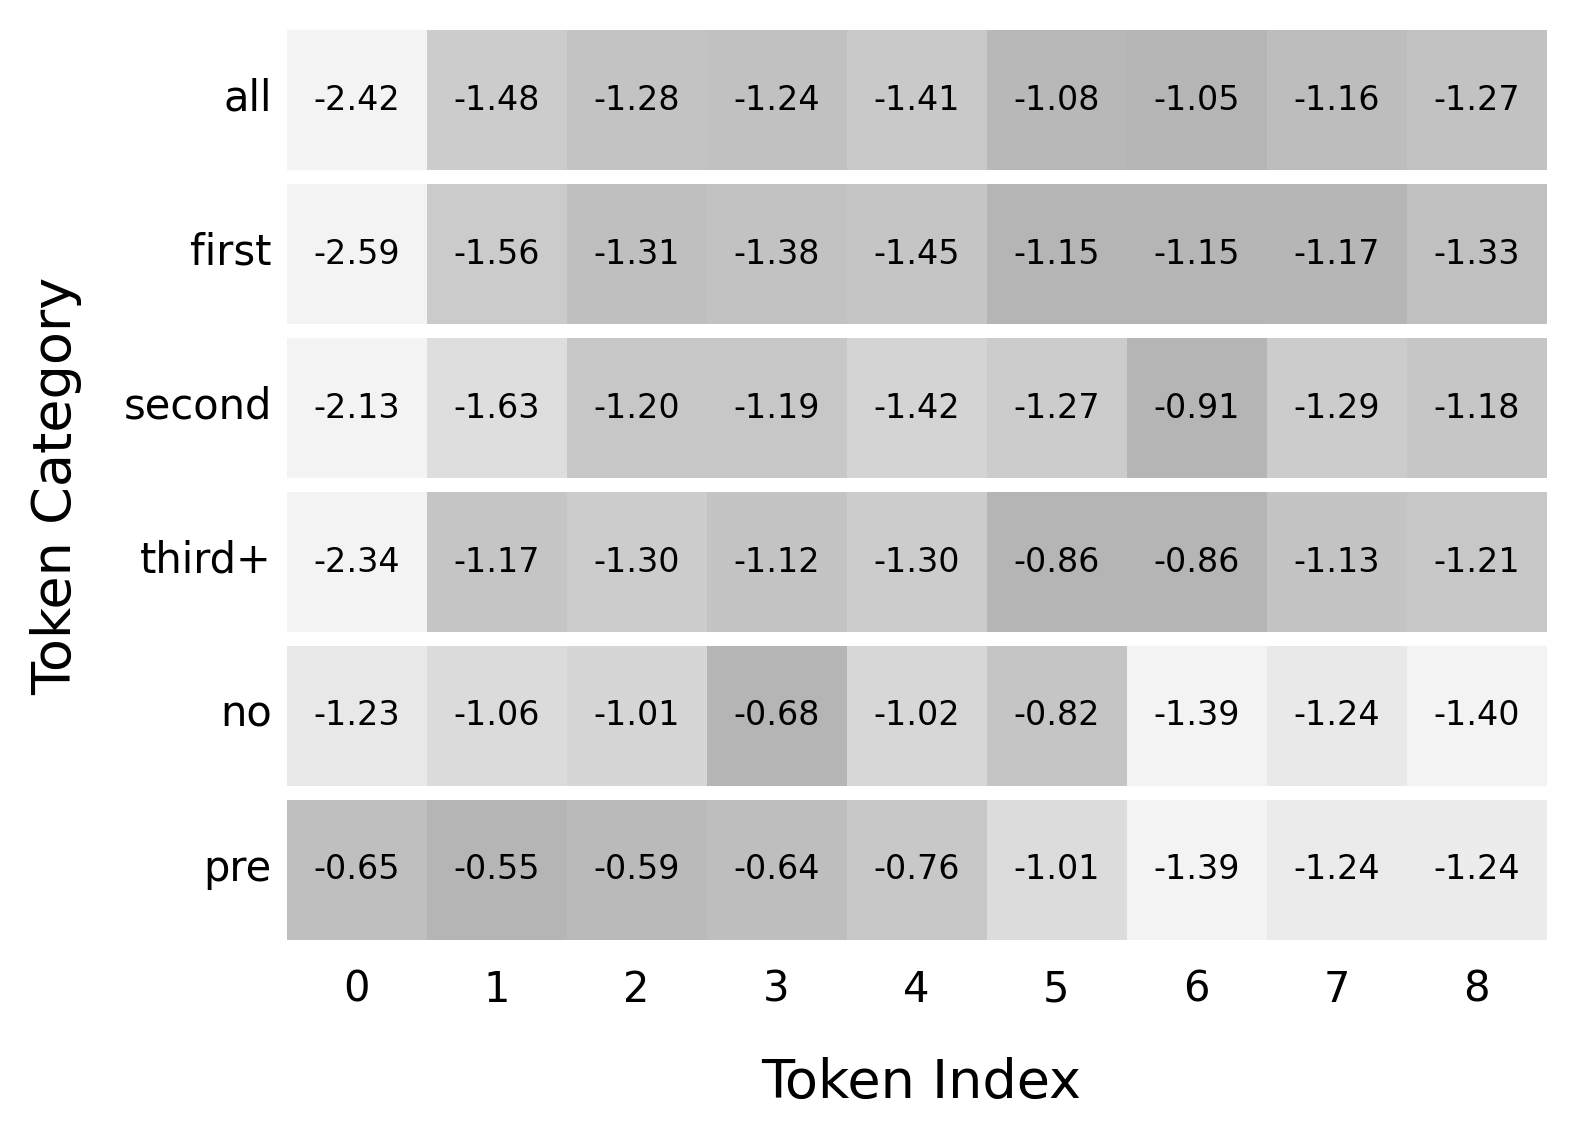 Token Category
all -2.42 -1.48 -1.28 -1.24 -1.41 -1.08 -1.05 -1.16 -1.27
first -2.59 -1.56 -1.31 -1.38 -1.45 -1.15 -1.15 -1.17 -1.33
second -2.13 -1.63 -1.20 -1.19 -1.42 -1.27 -0.91 -1.29 -1.18
third+ -2.34 -1.17 -1.30 -1.12 -1.30 -0.86 -0.86 -1.13 -1.21
no -1.23 -1.06 -1.01 -0.68 -1.02 -0.82 -1.39 -1.24 -1.40
pre -0.65 -0.55 -0.59 -0.64 -0.76 -1.01 -1.39 -1.24 -1.24
0 1 2 3 4 5 6 7 8
Token Index